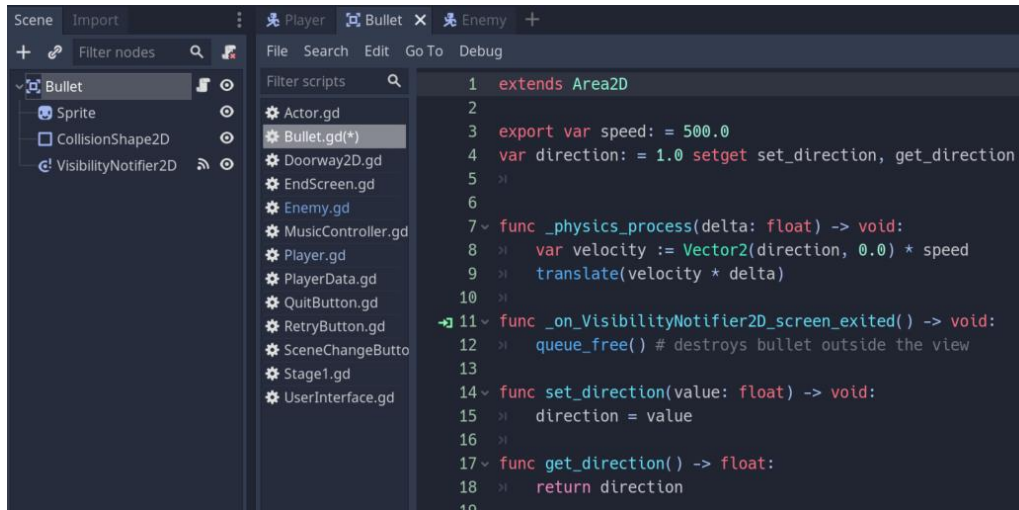 Scene Import
Filter nodes
Bullet
Sprite
CollisionShape2D
VisibilityNotifier2D
Player Bullet Enemy
File Search Edit Go To Debug
Filter scripts
Actor.gd
Bullet.gd(*)
Doorway2D.gd
EndScreen.gd
Enemy.gd
MusicController.gd
Player.gd
PlayerData.gd
QuitButton.gd
RetryButton.gd
SceneChangeButto
Stage1.gd
UserInterface.gd
1 extends Area2D
2
3 export var speed: = 500.0
4 var direction: = 1.0 setget set_direction, get_direction
5
6
7 func _physics_process(delta: float) -> void:
8 var velocity := Vector2(direction, 0.0) * speed
9 translate(velocity * delta)
10
11 func _on_VisibilityNotifier2D_screen_exited() -> void:
12 queue_free() # destroys bullet outside the view
13
14 func set_direction(value: float) -> void:
15 direction = value
16
17 func get_direction() -> float:
18 return direction
19